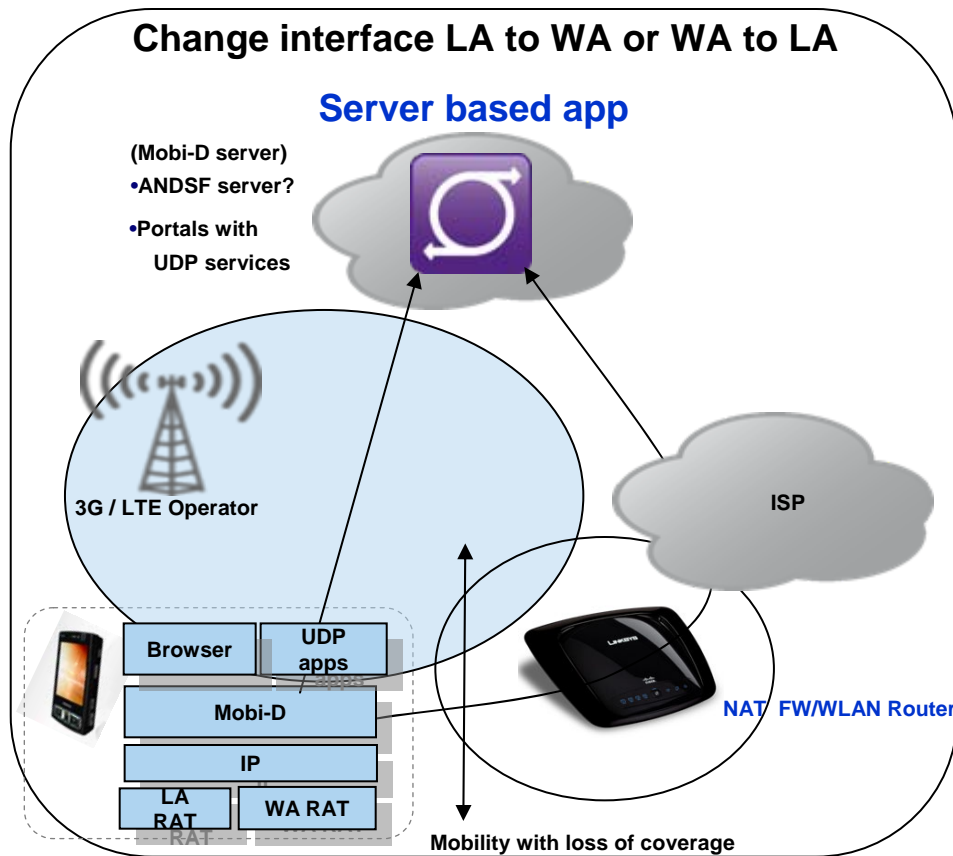 Change interface LA to WA or WA to LA
Server based app
(Mobi-D server)
•ANDSF server?
•Portals with
UDP services
3G / LTE Operator
ISP
Browser
UDP
apps
Mobi-D
IP
LA
RAT
WA RAT
LINKSYS
NAT FW/WLAN Router
Mobility with loss of coverage